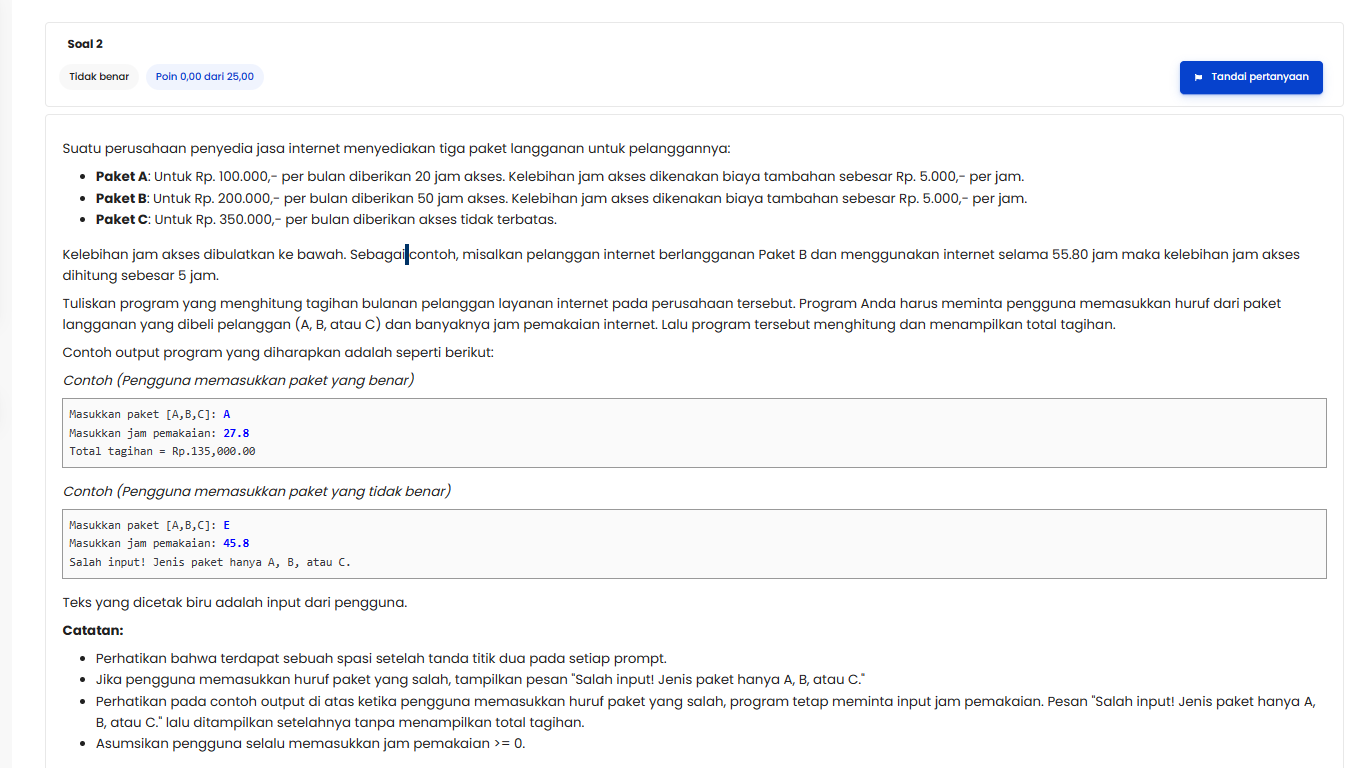 Soal 2
Tidak benar
Poin 0,00 dari 25,00
Tandai pertanyaan
Suatu perusahaan penyedia jasa internet menyediakan tiga paket langganan untuk pelanggannya:
• Paket A: Untuk Rp. 100.000,- per bulan diberikan 20 jam akses. Kelebihan jam akses dikenakan biaya tambahan sebesar Rp. 5.000,- per jam.
• Paket B: Untuk Rp. 200.000,- per bulan diberikan 50 jam akses. Kelebihan jam akses dikenakan biaya tambahan sebesar Rp. 5.000,- per jam.
• Paket C: Untuk Rp. 350.000,- per bulan diberikan akses tidak terbatas.
Kelebihan jam akses dibulatkan ke bawah. Sebagai contoh, misalkan pelanggan internet berlangganan Paket B dan menggunakan internet selama 55.80 jam maka kelebihan jam akses
dihitung sebesar 5 jam.
Tuliskan program yang menghitung tagihan bulanan pelanggan layanan internet pada perusahaan tersebut. Program Anda harus meminta pengguna memasukkan huruf dari paket
langganan yang dibeli pelanggan (A, B, atau C) dan banyaknya jam pemakaian internet. Lalu program tersebut menghitung dan menampilkan total tagihan.
Contoh output program yang diharapkan adalah seperti berikut:
Contoh (Pengguna memasukkan paket yang benar)
Masukkan paket [A,B,C]: A
Masukkan jam pemakaian: 27.8
Total tagihan = Rp.135,000.00
Contoh (Pengguna memasukkan paket yang tidak benar)
Masukkan paket [A,B,C]: E
Masukkan jam pemakaian: 45.8
Salah input! Jenis paket hanya A, B, atau C.
Teks yang dicetak biru adalah input dari pengguna.
Catatan:
• Perhatikan bahwa terdapat sebuah spasi setelah tanda titik dua pada setiap prompt.
• Jika pengguna memasukkan huruf paket yang salah, tampilkan pesan "Salah input! Jenis paket hanya A, B, atau C."
• Perhatikan pada contoh output di atas ketika pengguna memasukkan huruf paket yang salah, program tetap meminta input jam pemakaian. Pesan "Salah input! Jenis paket hanya A,
B, atau C." lalu ditampilkan setelahnya tanpa menampilkan total tagihan.
• Asumsikan pengguna selalu memasukkan jam pemakaian >= 0.